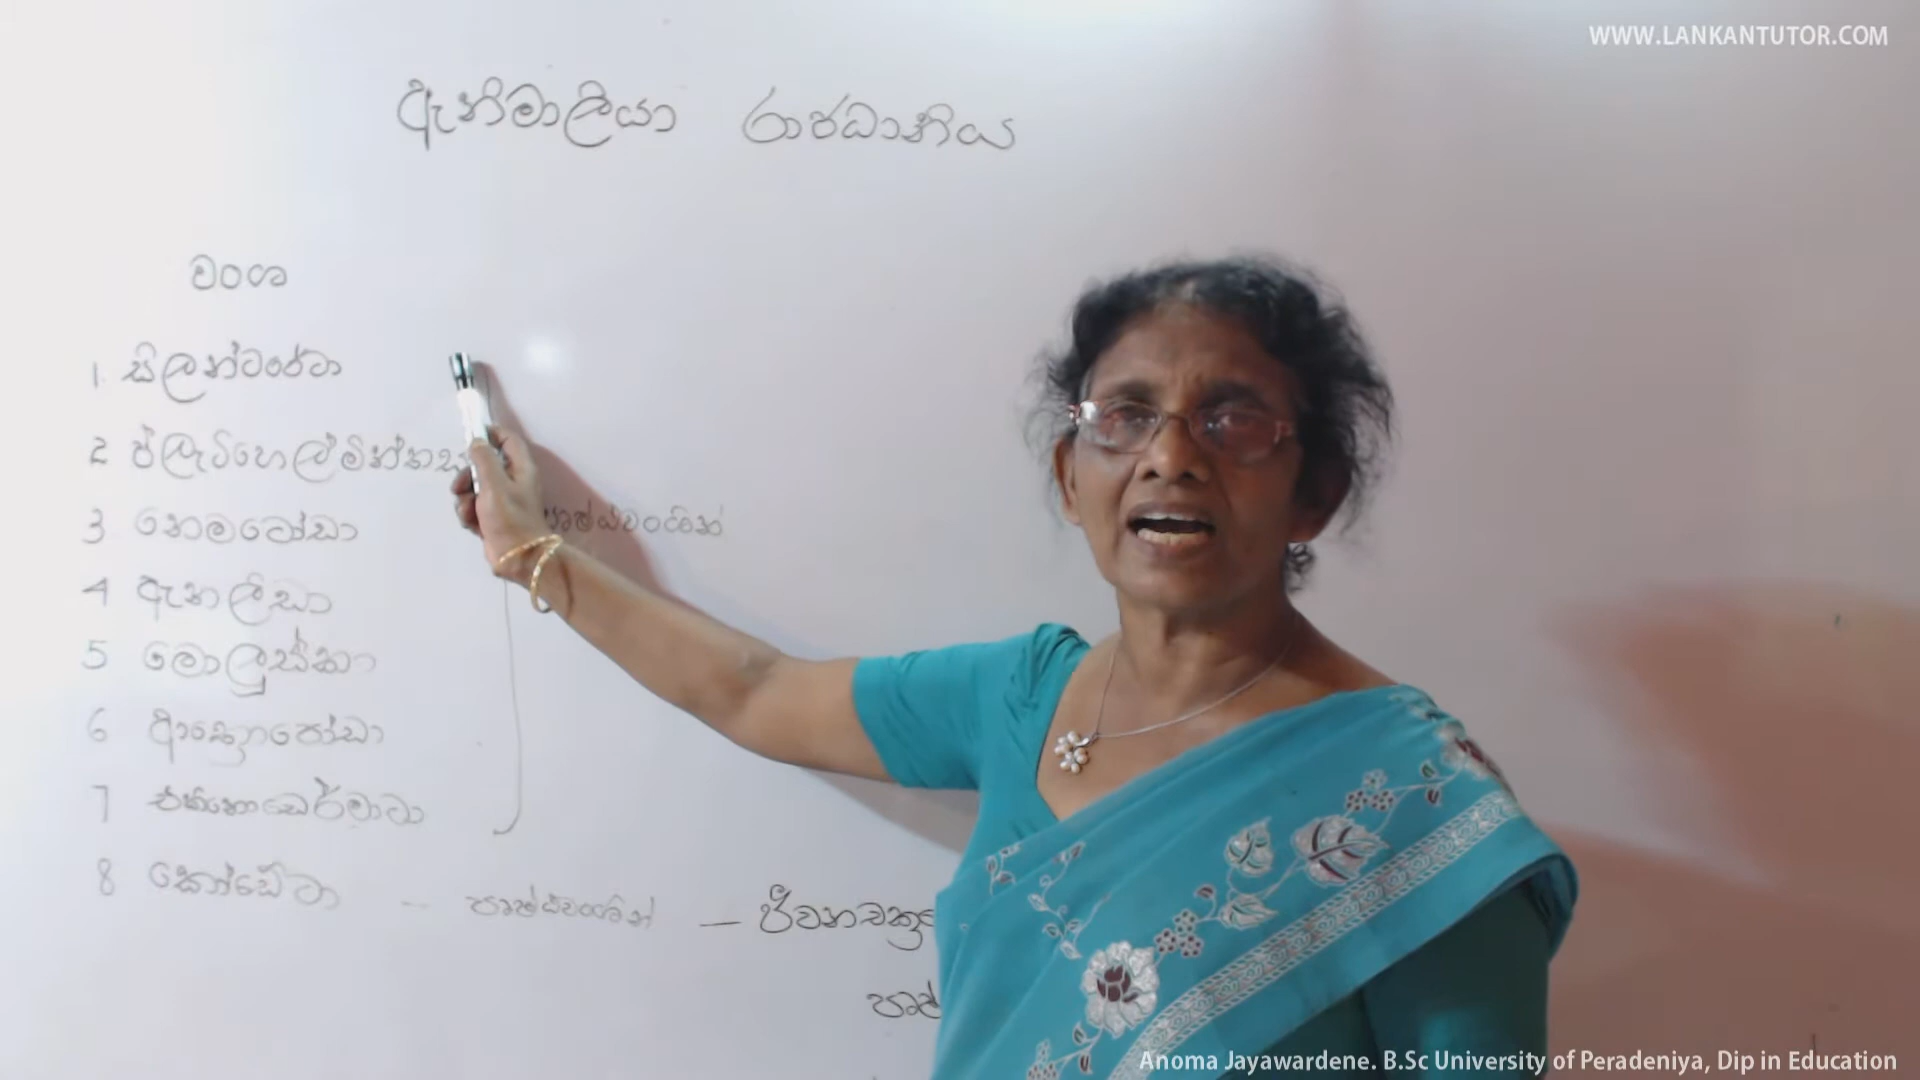 WWW.LANKANTUTOR.COM
ඇනිමාලියා රාජධානිය
වංශ
1. සිලන්ටරේටා
2 ප්ලැටිහෙල්මින්තස්
3 නෙමටෝඩා
4 ඇනලිඩා
5 මොලුස්කා
6 ආත්‍රොපෝඩා
7 එකිනොඩෙර්මාටා
8 කෝඩේටා - පෘෂ්ඨවංශීන් - ජීවනචක්‍ර
Anoma Jayawardene. B.Sc University of Peradeniya, Dip in Education